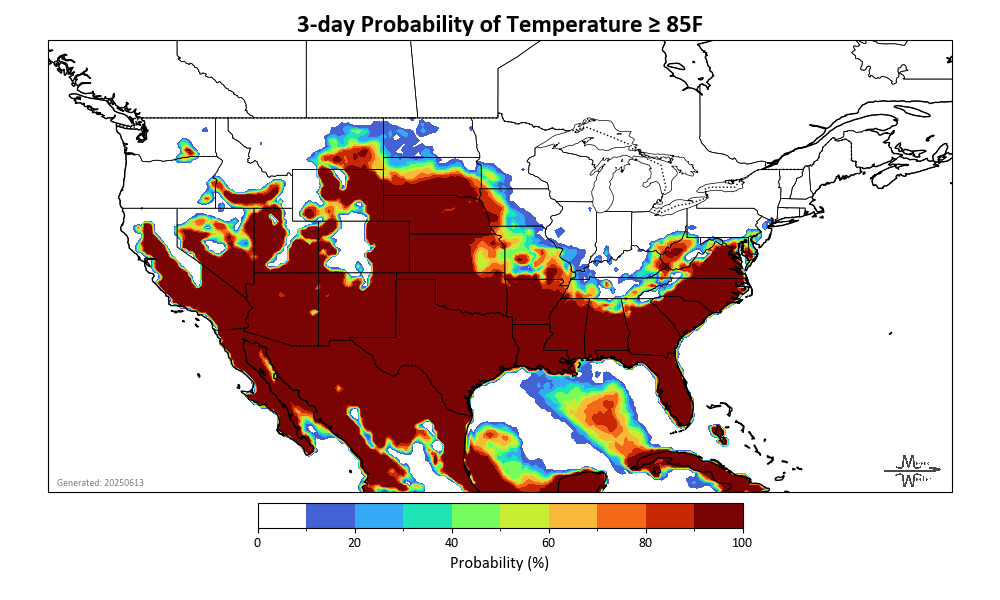 3-day Probability of Temperature ≥ 85F
Generated: 20250613
0 20 40 60 80 100
Probability (%)